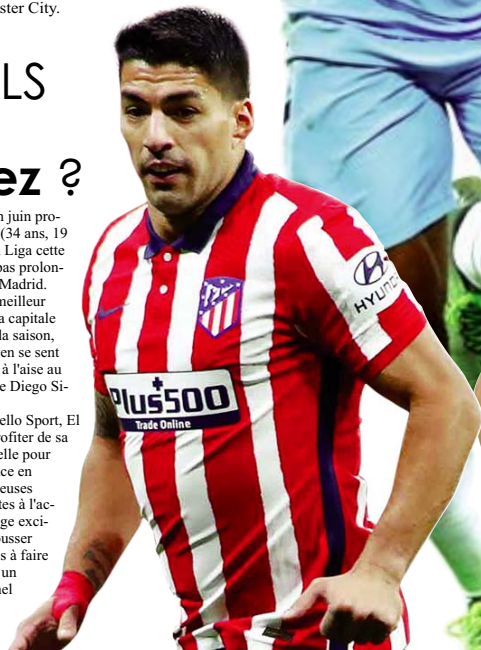 ster City.
LS
ez ?
n juin pro-
(34 ans, 19
Liga cette
pas prolon-
Madrid.
meilleur
a capitale
la saison,
en se sent
à l'aise au
e Diego Si-
ello Sport, El
rofiter de sa
elle pour
ce en
euses
tes à l'ac-
ge exci-
ousser
s à faire
un
nel
HYUNDAI
Plus500
Trade Online